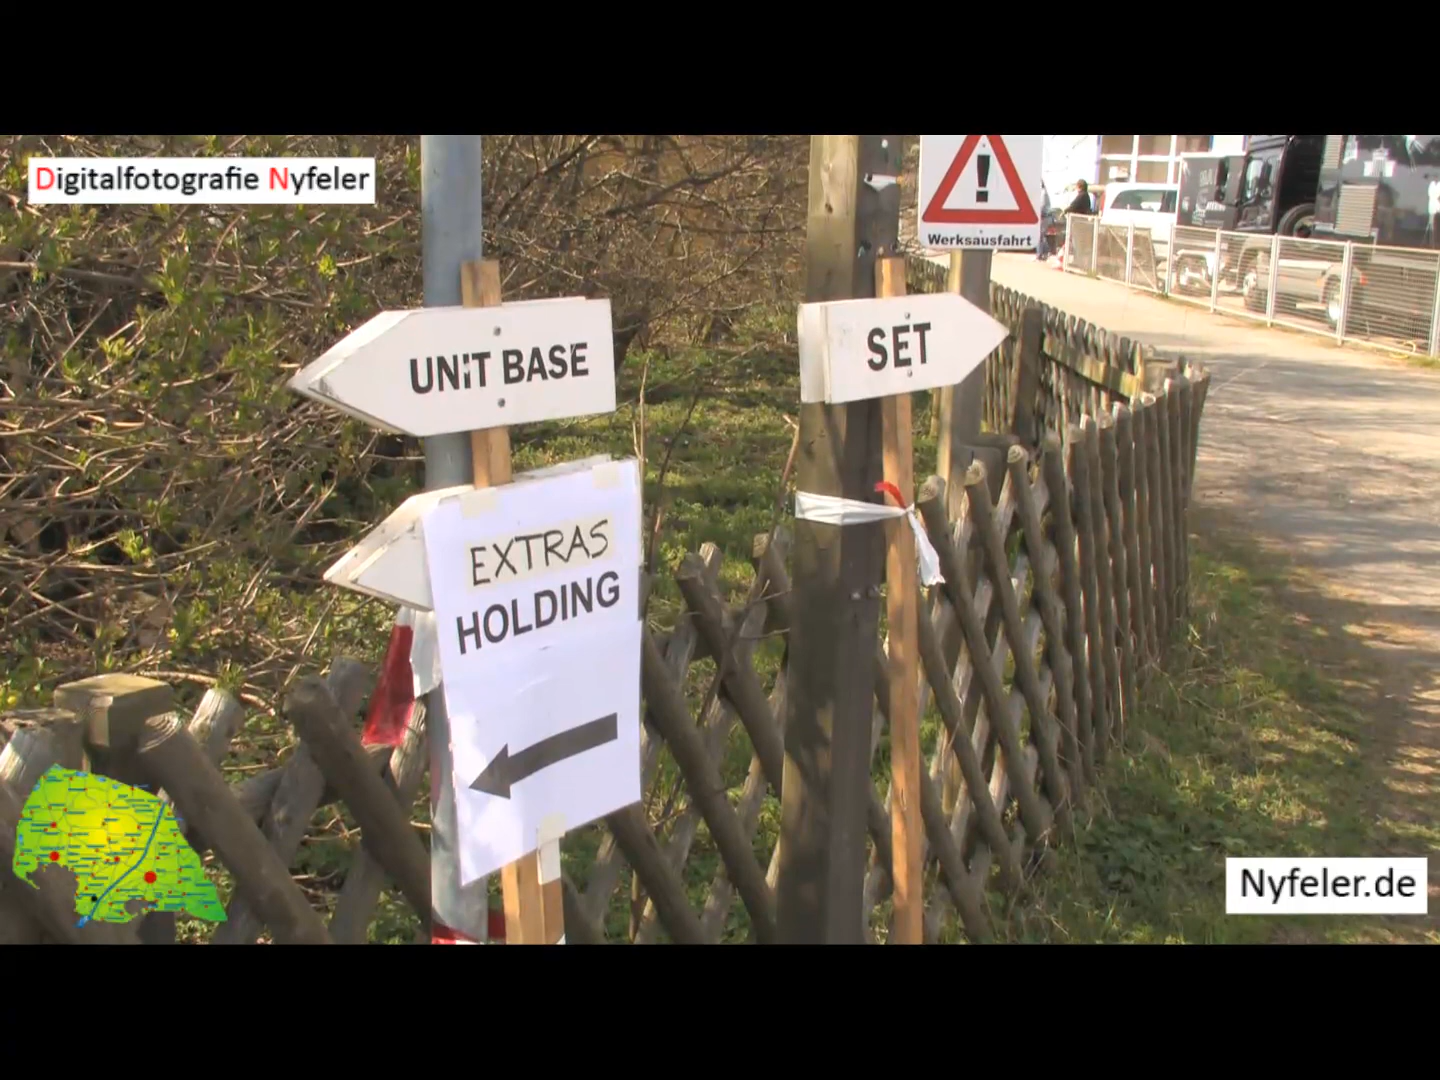 Digitalfotografie Nyfeler
Werksausfahrt
UNIT BASE
SET
EXTRAS
HOLDING
Nyfeler.de